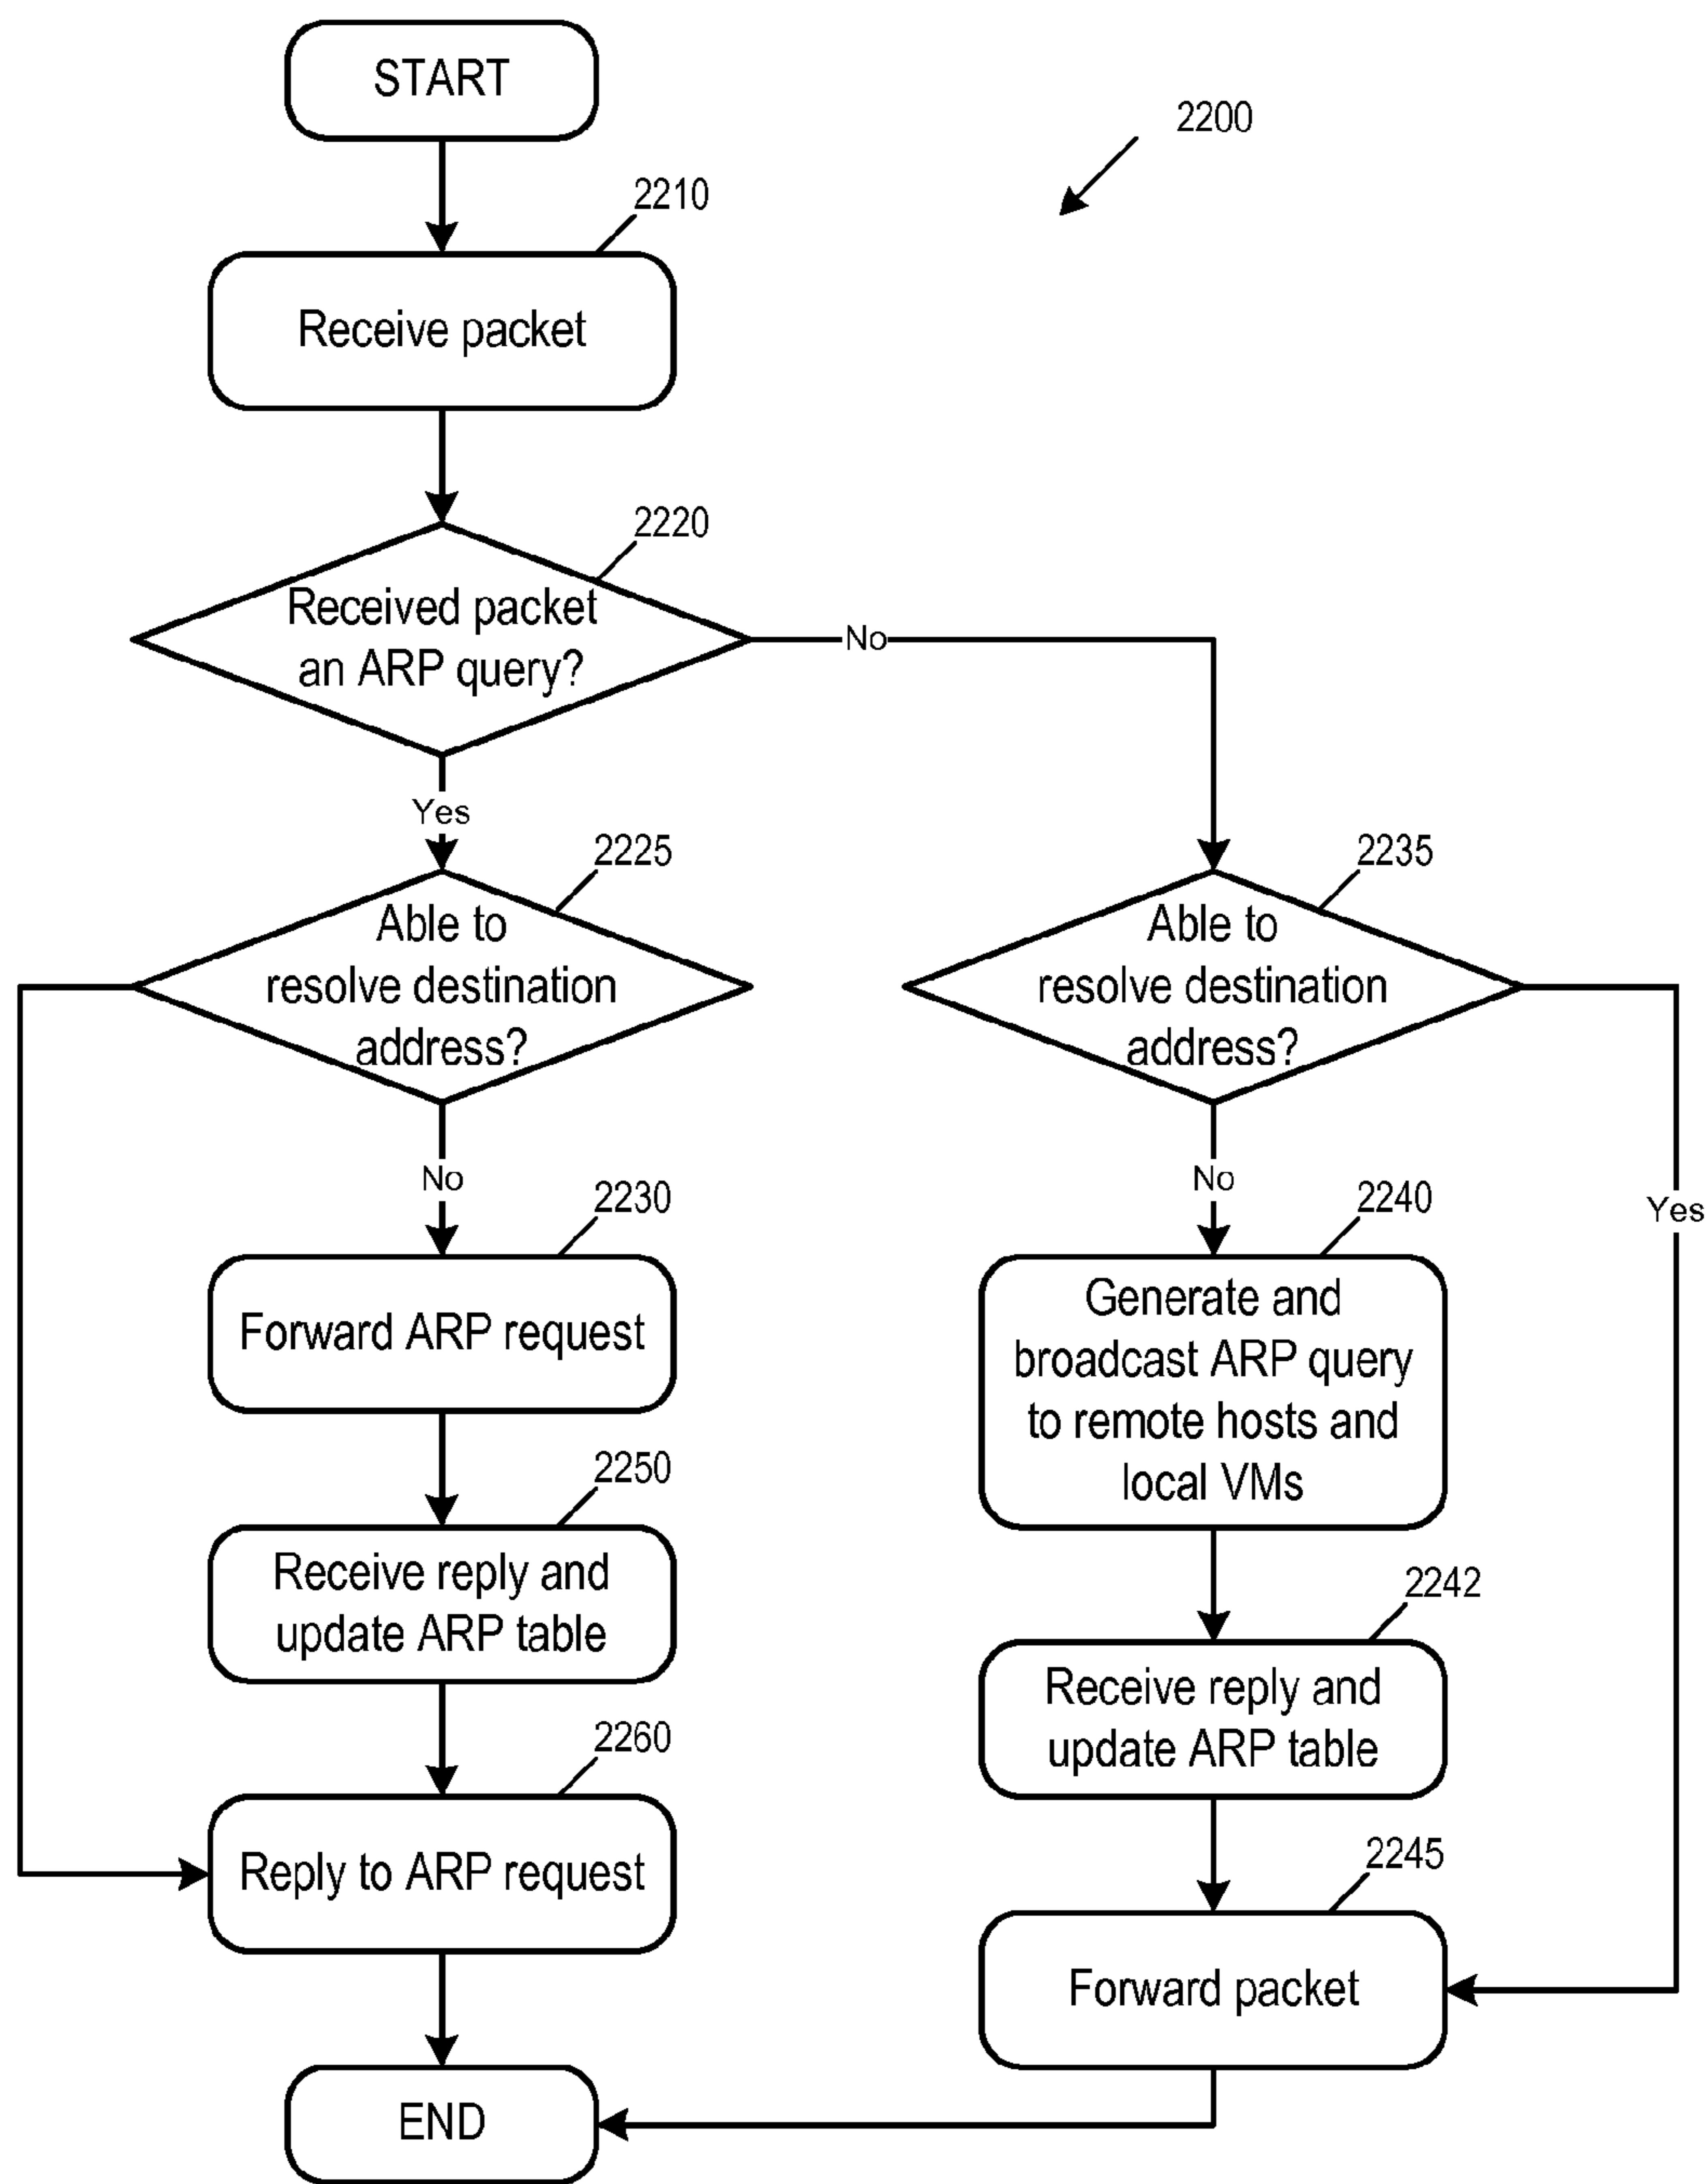 START
2200
2210
Receive packet
2220
Received packet
an ARP query?
No
Yes
2225
Able to
resolve destination
address?
2235
Able to
resolve destination
address?
No
No
Yes
2230
Forward ARP request
2240
Generate and
broadcast ARP query
to remote hosts and
local VMs
2250
Receive reply and
update ARP table
2242
Receive reply and
update ARP table
2260
Reply to ARP request
2245
Forward packet
END